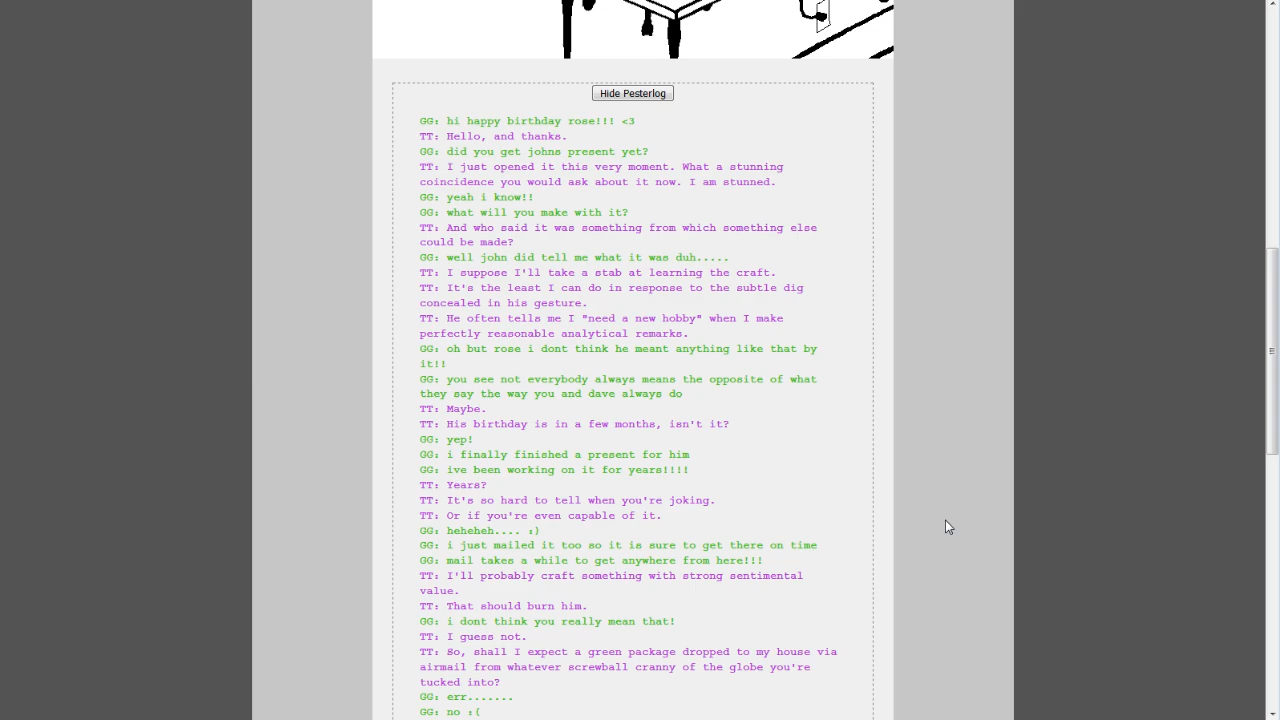 Hide Pesterlog
GG: hi happy birthday rose!!! <3
TT: Hello, and thanks.
GG: did you get johns present yet?
TT: I just opened it this very moment. What a stunning
coincidence you would ask about it now. I am stunned.
GG: yeah i know!!
GG: what will you make with it?
TT: And who said it was something from which something else
could be made?
GG: well john did tell me what it was duh.....
TT: I suppose I'll take a stab at learning the craft.
TT: It's the least I can do in response to the subtle dig
concealed in his gesture.
TT: He often tells me I "need a new hobby" when I make
perfectly reasonable analytical remarks.
GG: oh but rose i dont think he meant anything like that by
it!!
GG: you see not everybody always means the opposite of what
they say the way you and dave always do
TT: Maybe.
TT: His birthday is in a few months, isn't it?
GG: yep!
GG: i finally finished a present for him
GG: ive been working on it for years!!!!
TT: Years?
TT: It's so hard to tell when you're joking.
TT: Or if you're even capable of it.
GG: heheheh.... :)
GG: i just mailed it too so it is sure to get there on time
GG: mail takes a while to get anywhere from here!!!
TT: I'll probably craft something with strong sentimental
value.
TT: That should burn him.
GG: i dont think you really mean that!
TT: I guess not.
TT: So, shall I expect a green package dropped to my house via
airmail from whatever screwball cranny of the globe you're
tucked into?
GG: err.......
GG: no :(